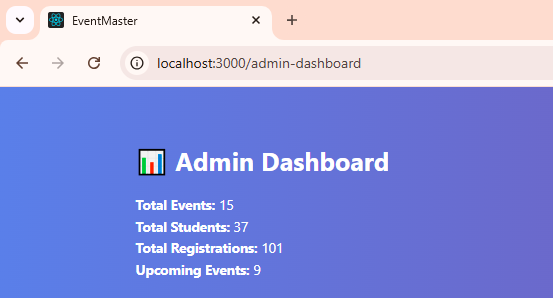 EventMaster
localhost:3000/admin-dashboard
Admin Dashboard
Total Events: 15
Total Students: 37
Total Registrations: 101
Upcoming Events: 9